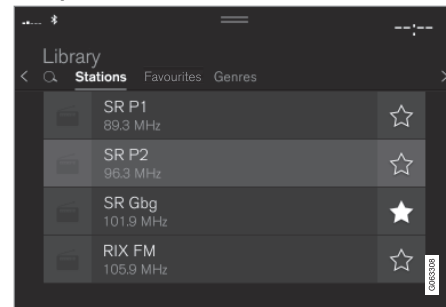 --:--
Library
Stations Favourites Genres
SR P1
89.3 MHz
SR P2
96.3 MHz
SR Gbg
101.9 MHz
RIX FM
105.9 MHz
G063308